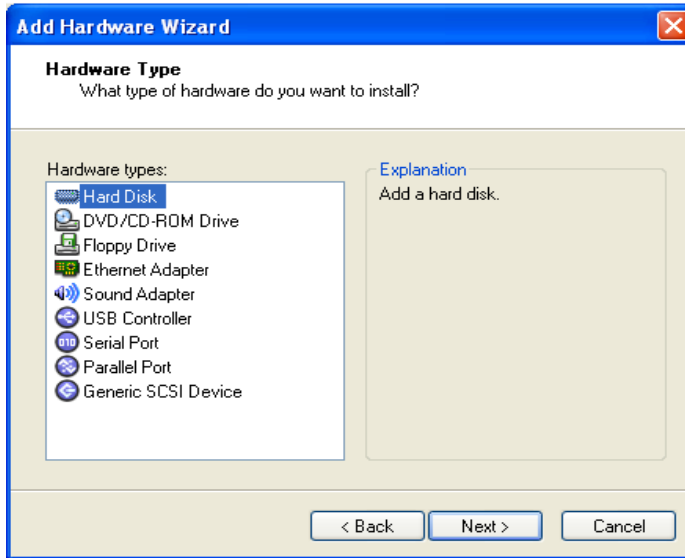 Add Hardware Wizard
Hardware Type
What type of hardware do you want to install?
Hardware types:
Hard Disk
DVD/CD-ROM Drive
Floppy Drive
Ethernet Adapter
Sound Adapter
USB Controller
Serial Port
Parallel Port
Generic SCSI Device
Explanation
Add a hard disk.
< Back
Next >
Cancel